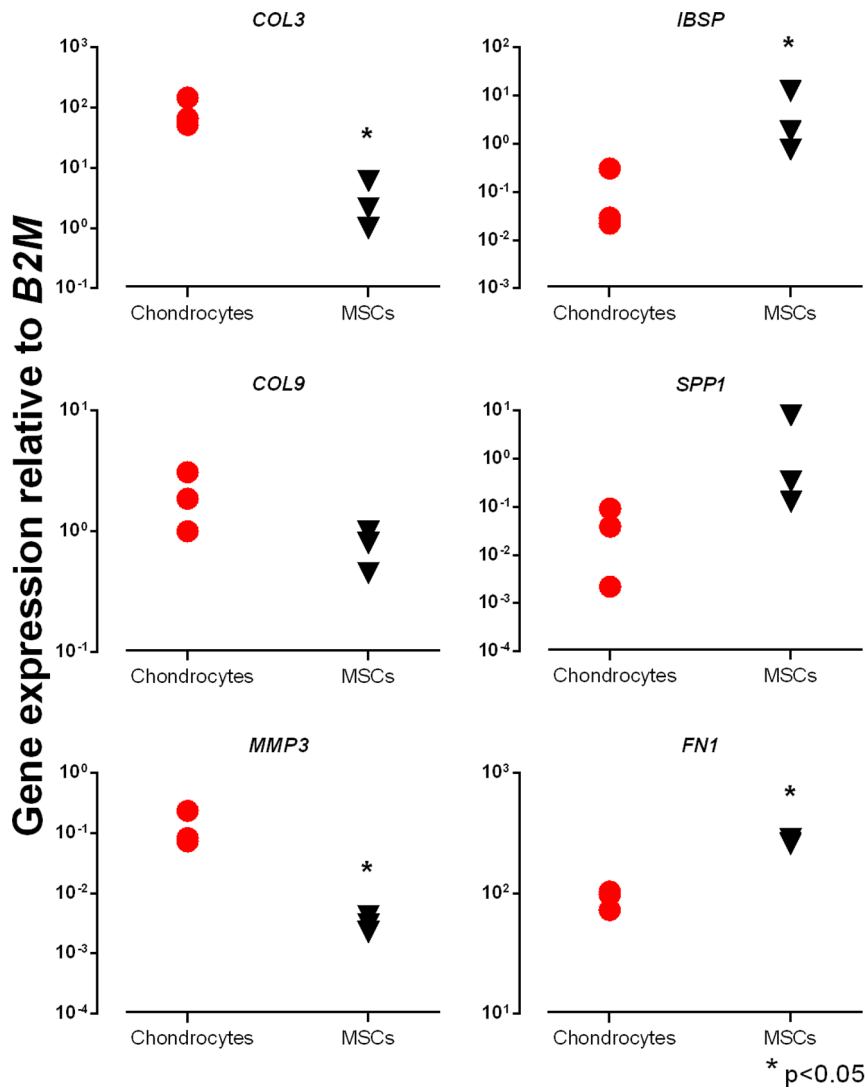 Gene expression relative to B2M
COL3
10³
10²
10¹
10⁰
10⁻¹
*
Chondrocytes MSCs
IBSP
10²
10¹
10⁰
10⁻¹
10⁻²
10⁻³
*
Chondrocytes MSCs
COL9
10¹
10⁰
10⁻¹
Chondrocytes MSCs
SPP1
10¹
10⁰
10⁻¹
10⁻²
10⁻³
10⁻⁴
Chondrocytes MSCs
MMP3
10⁰
10⁻¹
10⁻²
10⁻³
10⁻⁴
*
Chondrocytes MSCs
FN1
10³
10²
10¹
*
Chondrocytes MSCs
* p<0.05